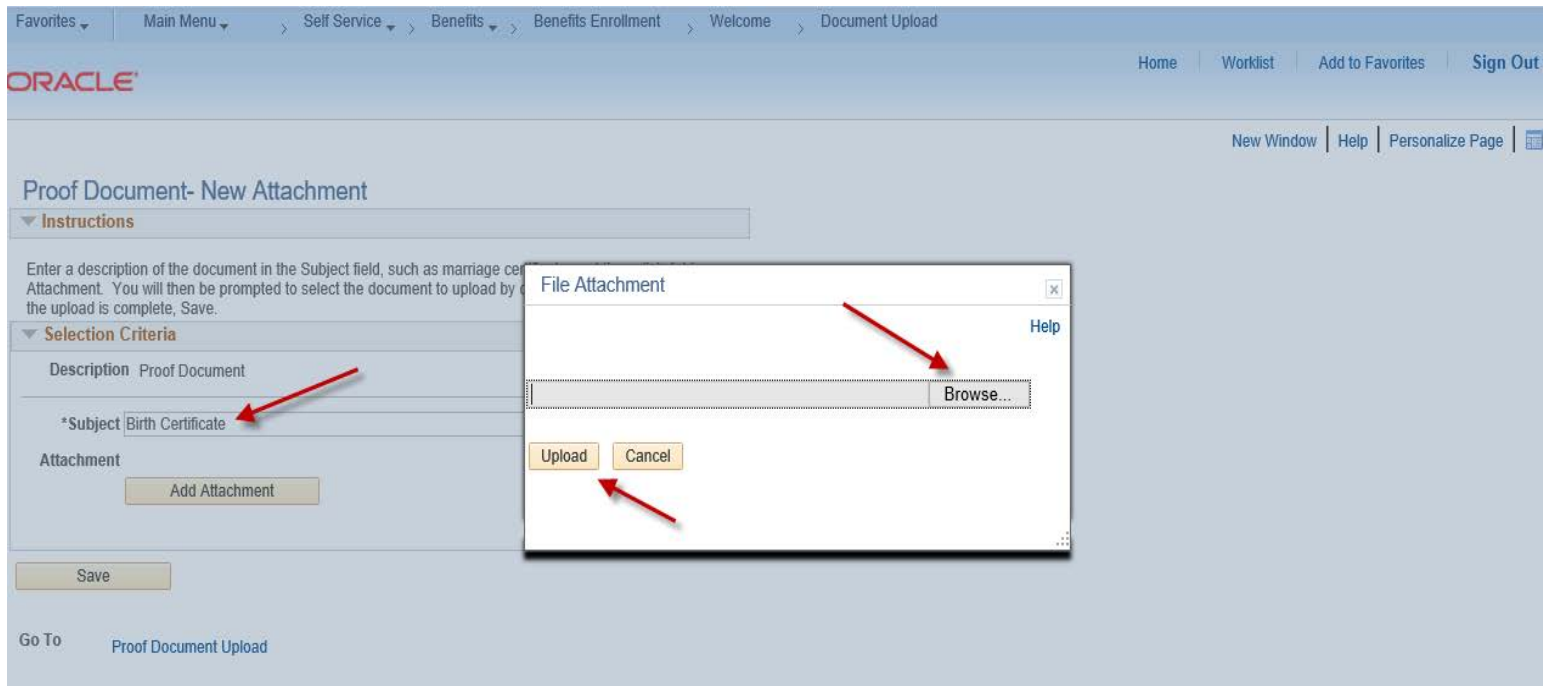 Favorites Main Menu Self Service Benefits Benefits Enrollment Welcome Document Upload
ORACLE'
Home Worklist Add to Favorites Sign Out
New Window Help Personalize Page
Proof Document- New Attachment
Instructions
Enter a description of the document in the Subject field, such as marriage
Attachment. You will then be prompted to select the document to upload by
the upload is complete, Save.
Selection Criteria
Description Proof Document
*Subject Birth Certificate
Attachment
Add Attachment
Save
Go To Proof Document Upload
File Attachment
Help
Browse...
Upload Cancel